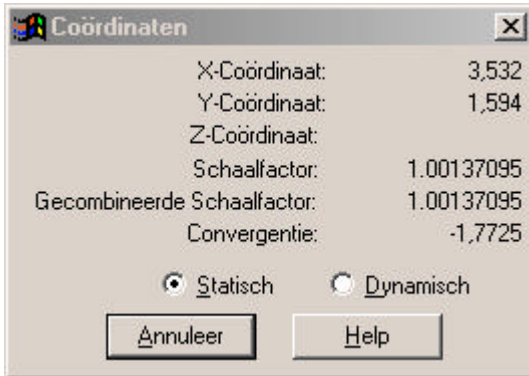 Coördinaten
X-Coördinaat: 3,532
Y-Coördinaat: 1,594
Z-Coördinaat:
Schaalfactor: 1.00137095
Gecombineerde Schaalfactor: 1.00137095
Convergentie: -1,7725
Statisch Dynamisch
Annuleer Help